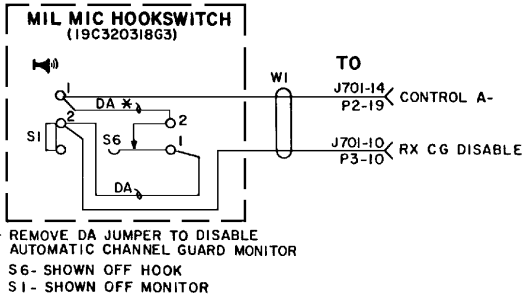 MIL MIC HOOKSWITCH
(19C320318G3)
TO
1
W1
J701-14
DA *
P2-19
CONTROL A-
2
2
S1
S6
1
J701-10
P3-10
RX CG DISABLE
DA
REMOVE DA JUMPER TO DISABLE
AUTOMATIC CHANNEL GUARD MONITOR
S6- SHOWN OFF HOOK
S1- SHOWN OFF MONITOR